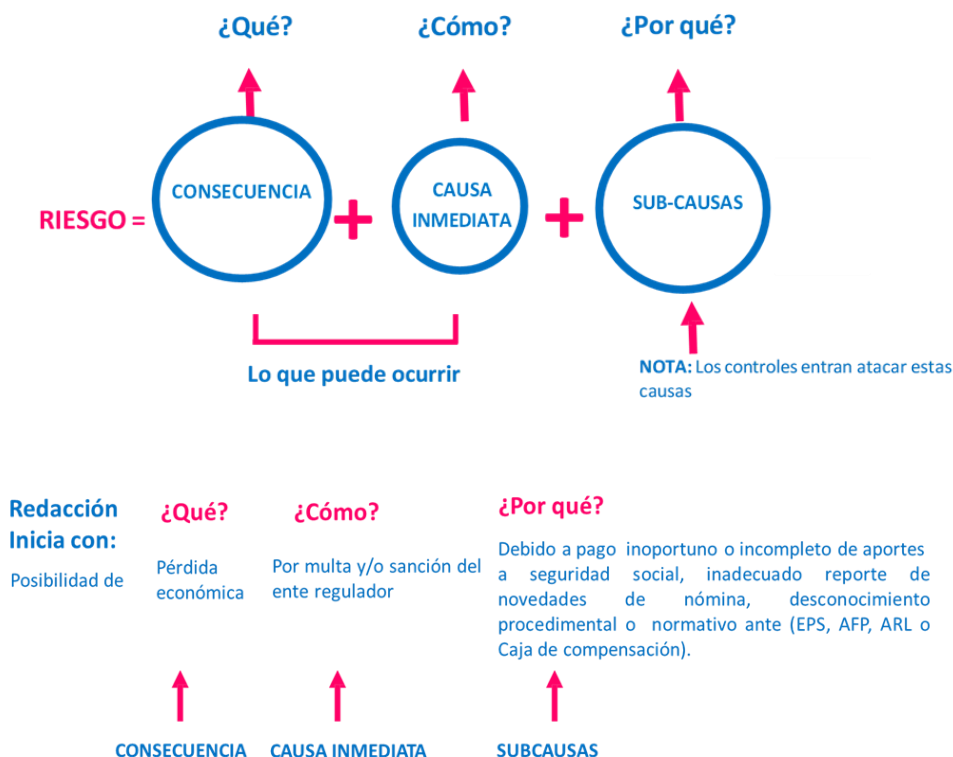 ¿Qué?
¿Cómo?
¿Por qué?
RIESGO =
CONSECUENCIA
+
CAUSA
INMEDIATA
+
SUB-CAUSAS
Lo que puede ocurrir
NOTA: Los controles entran atacar estas
causas
Redacción
Inicia con:
Posibilidad de
¿Qué?
Pérdida
económica
¿Cómo?
Por multa y/o sanción del
ente regulador
¿Por qué?
Debido a pago inoportuno o incompleto de aportes
a seguridad social, inadecuado reporte de
novedades de nómina, desconocimiento
procedimental o normativo ante (EPS, AFP, ARL o
Caja de compensación).
CONSECUENCIA
CAUSA INMEDIATA
SUBCAUSAS